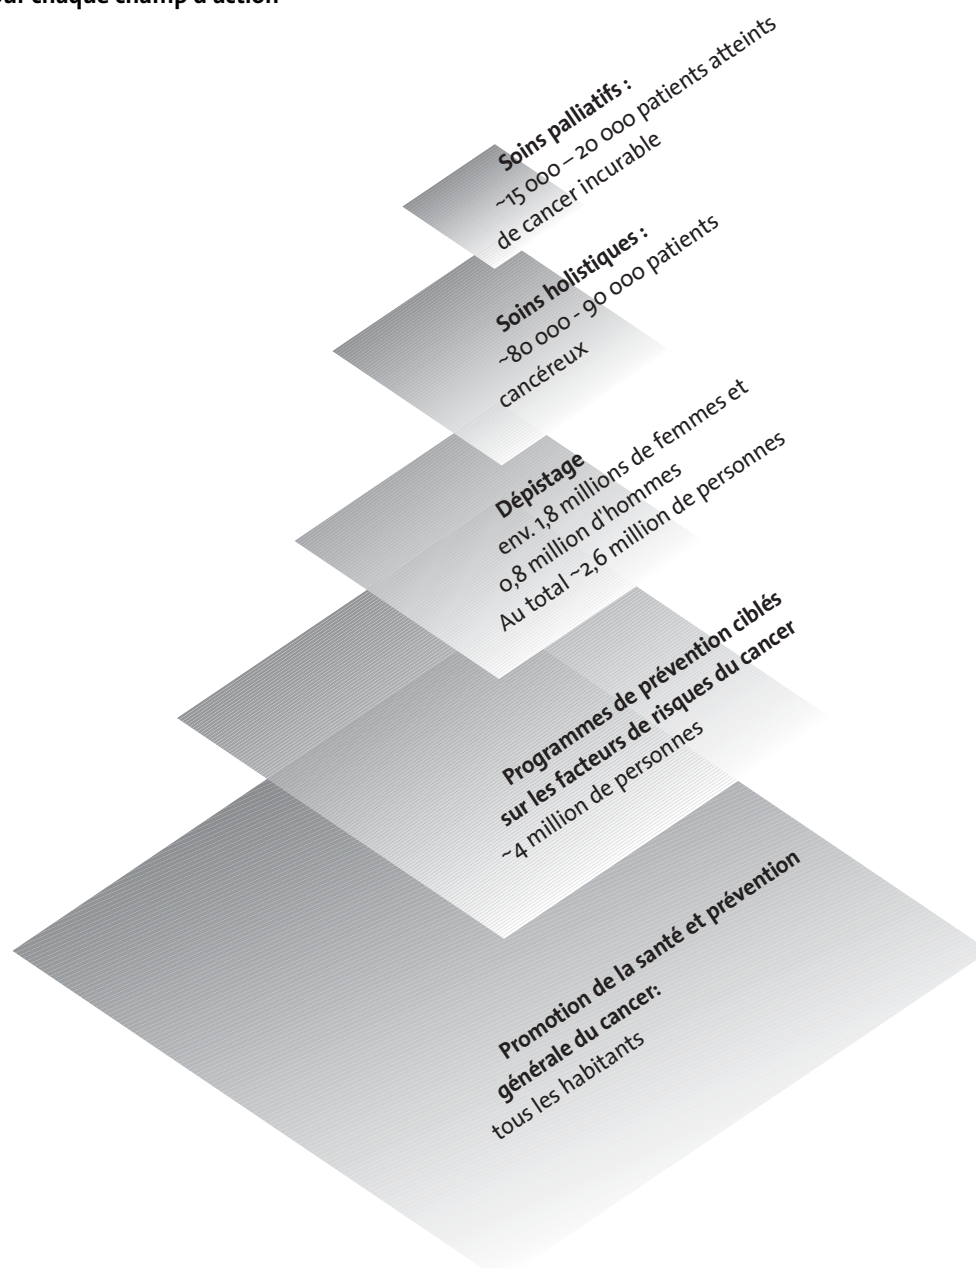 chaque champ d'action
Soins palliatifs :
~15 000 – 20 000 patients atteints
de cancer incurable
Soins holistiques :
~80 000 - 90 000 patients
cancéreux
Dépistage
env. 1,8 millions de femmes et
0,8 million d'hommes
Au total ~2,6 million de personnes
Programmes de prévention ciblés
sur les facteurs de risques du cancer
~4 million de personnes
Promotion de la santé et prévention
générale du cancer:
tous les habitants